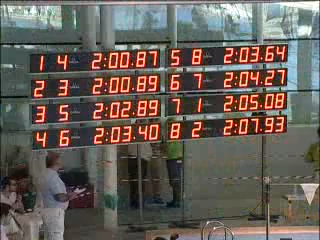 1 4 2:00.87 5 8 2:03.64
2 3 2:00.89 6 7 2:04.27
3 5 2:02.89 7 1 2:05.08
4 6 2:03.40 8 2 2:07.93